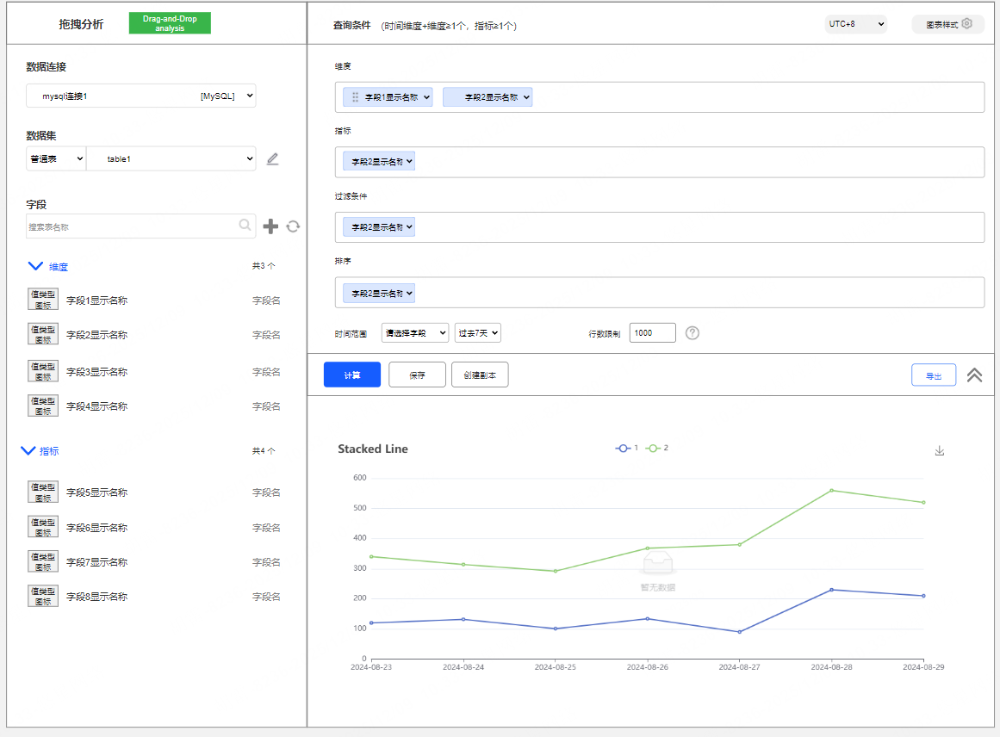 拖拽分析
Drag-and-Drop
analysis
数据连接
mysql连接1 [MySQL]
数据集
普通表 table1
字段
搜索表名称
维度 共3 个
值类型
图标
字段1显示名称 字段名
值类型
图标
字段2显示名称 字段名
值类型
图标
字段3显示名称 字段名
值类型
图标
字段4显示名称 字段名
指标 共4 个
值类型
图标
字段5显示名称 字段名
值类型
图标
字段6显示名称 字段名
值类型
图标
字段7显示名称 字段名
值类型
图标
字段8显示名称 字段名
查询条件 (时间维度+维度≥1个，指标≥1个)
UTC+8 图表样式
维度
字段1显示名称 字段2显示名称
指标
字段2显示名称
过滤条件
字段2显示名称
排序
字段2显示名称
时间范围 请选择字段 过去7天 行数限制 1000 ?
计算 保存 创建副本 导出
Stacked Line 1 2
600
500
400
300
200
100
0
暂无数据
2024-08-23 2024-08-24 2024-08-25 2024-08-26 2024-08-27 2024-08-28 2024-08-29